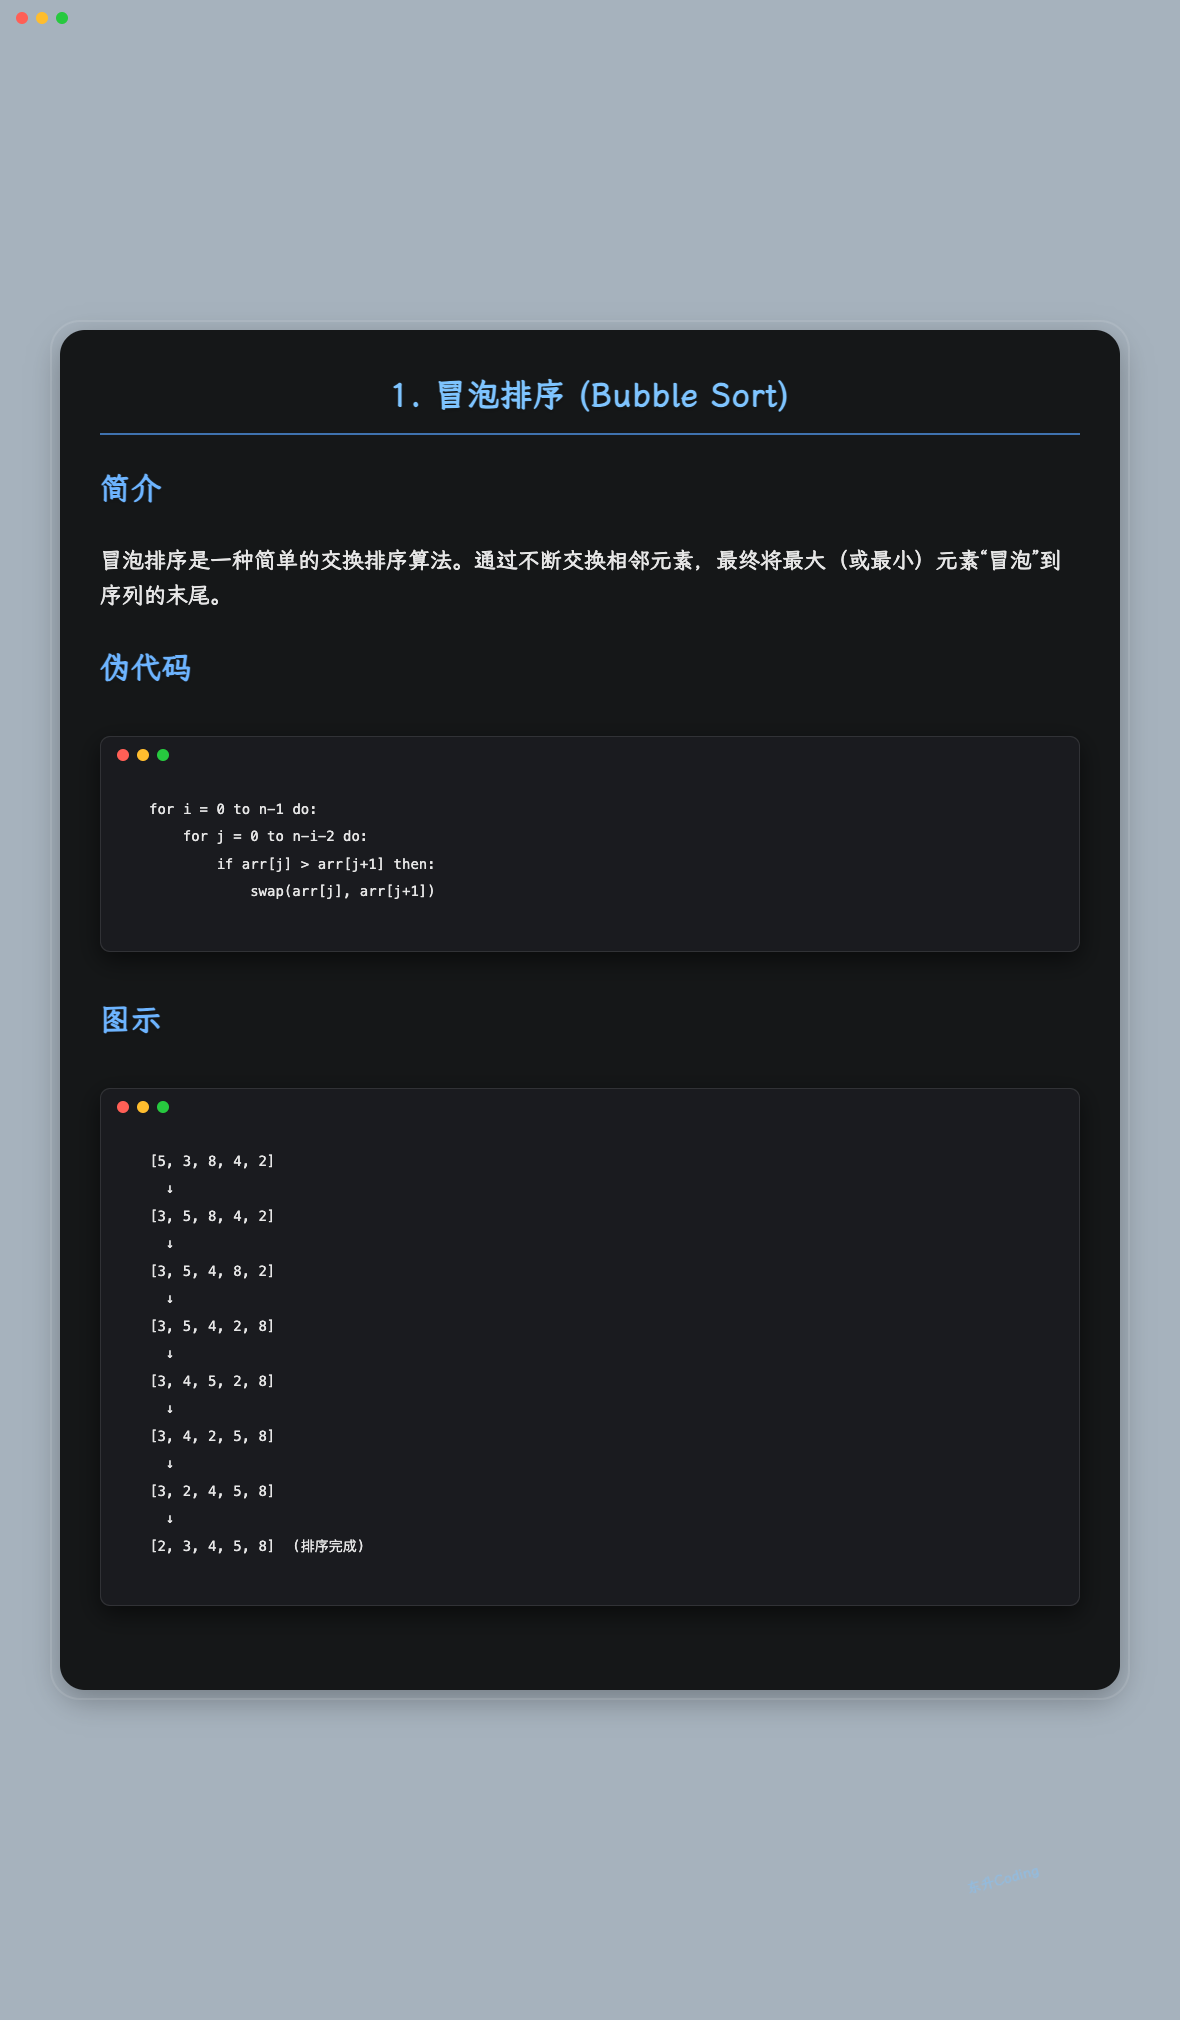 1. 冒泡排序 (Bubble Sort)
简介
冒泡排序是一种简单的交换排序算法。通过不断交换相邻元素，最终将最大（或最小）元素“冒泡”到
序列的末尾。
伪代码
for i = 0 to n-1 do:
    for j = 0 to n-i-2 do:
        if arr[j] > arr[j+1] then:
            swap(arr[j], arr[j+1])
图示
[5, 3, 8, 4, 2]
  ↓
[3, 5, 8, 4, 2]
  ↓
[3, 5, 4, 8, 2]
  ↓
[3, 5, 4, 2, 8]
  ↓
[3, 4, 5, 2, 8]
  ↓
[3, 4, 2, 5, 8]
  ↓
[3, 2, 4, 5, 8]
  ↓
[2, 3, 4, 5, 8]  (排序完成)